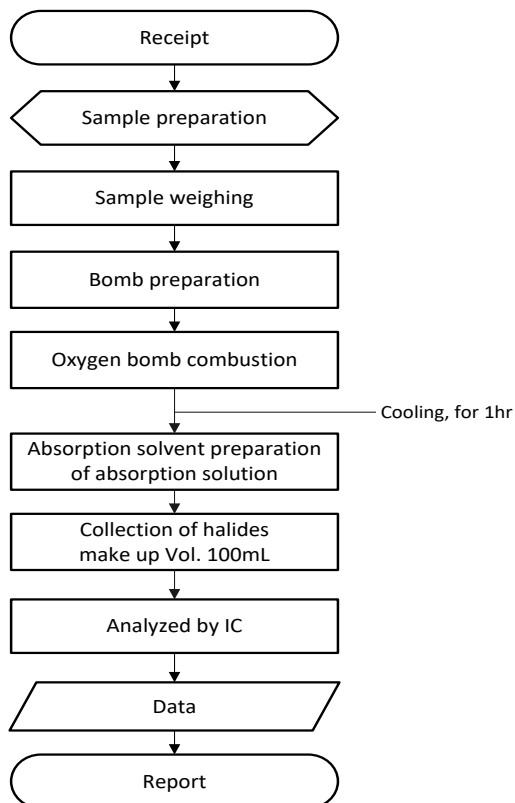 Receipt
Sample preparation
Sample weighing
Bomb preparation
Oxygen bomb combustion
Cooling, for 1hr
Absorption solvent preparation
of absorption solution
Collection of halides
make up Vol. 100mL
Analyzed by IC
Data
Report